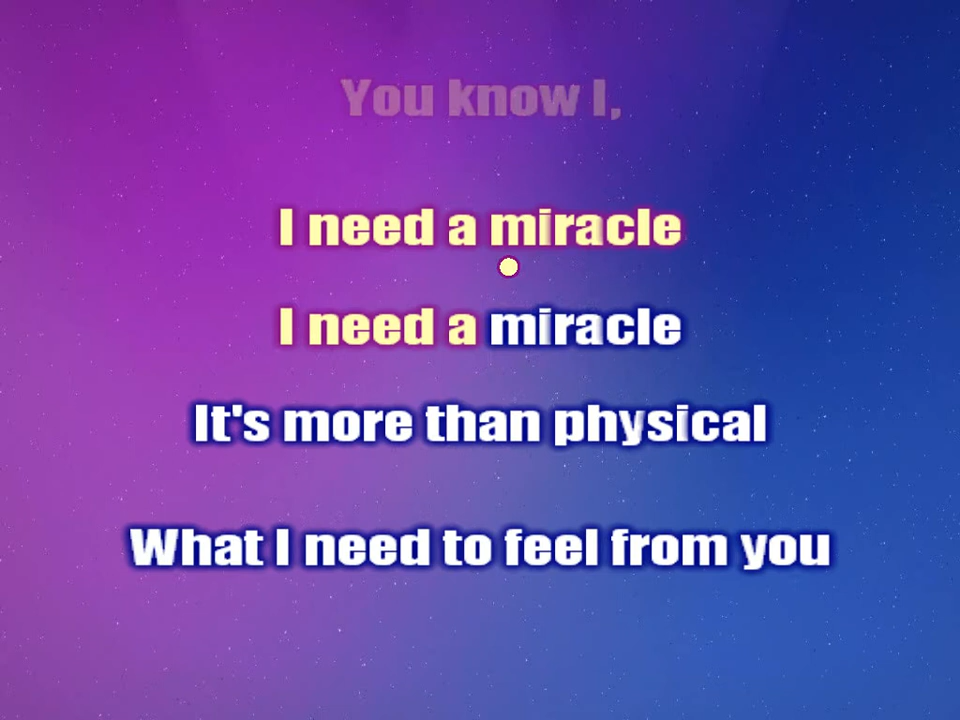 You know I,
I need a miracle
I need a miracle
It's more than physical
What I need to feel from you